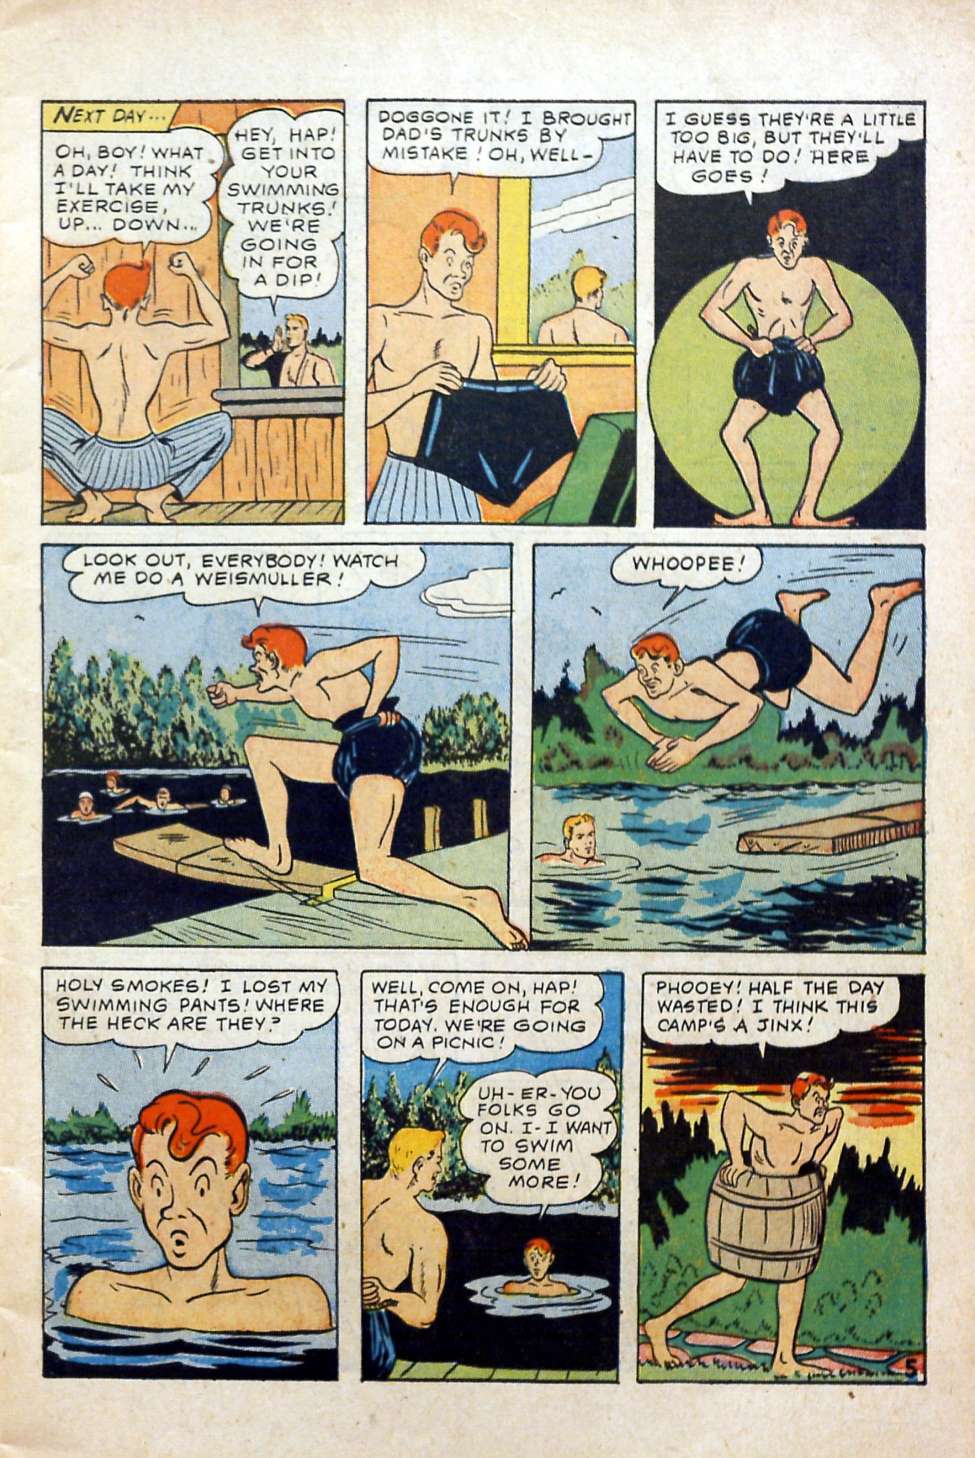 NEXT DAY...
OH, BOY! WHAT
A DAY! THINK
I'LL TAKE MY
EXERCISE,
UP... DOWN...
HEY, HAP!
GET INTO
YOUR
SWIMMING
TRUNKS!
WE'RE
GOING
IN FOR
A DIP!
DOGGONE IT! I BROUGHT
DAD'S TRUNKS BY
MISTAKE! OH, WELL-
I GUESS THEY'RE A LITTLE
TOO BIG, BUT THEY'LL
HAVE TO DO! HERE
GOES!
LOOK OUT, EVERYBODY! WATCH
ME DO A WEISMULLER!
WHOOPEE!
HOLY SMOKES! I LOST MY
SWIMMING PANTS! WHERE
THE HECK ARE THEY?
WELL, COME ON, HAP!
THAT'S ENOUGH FOR
TODAY. WE'RE GOING
ON A PICNIC!
UH-ER-YOU
FOLKS GO
ON. I-I WANT
TO SWIM
SOME
MORE!
PHOOEY! HALF THE DAY
WASTED! I THINK THIS
CAMP'S A JINX!
5